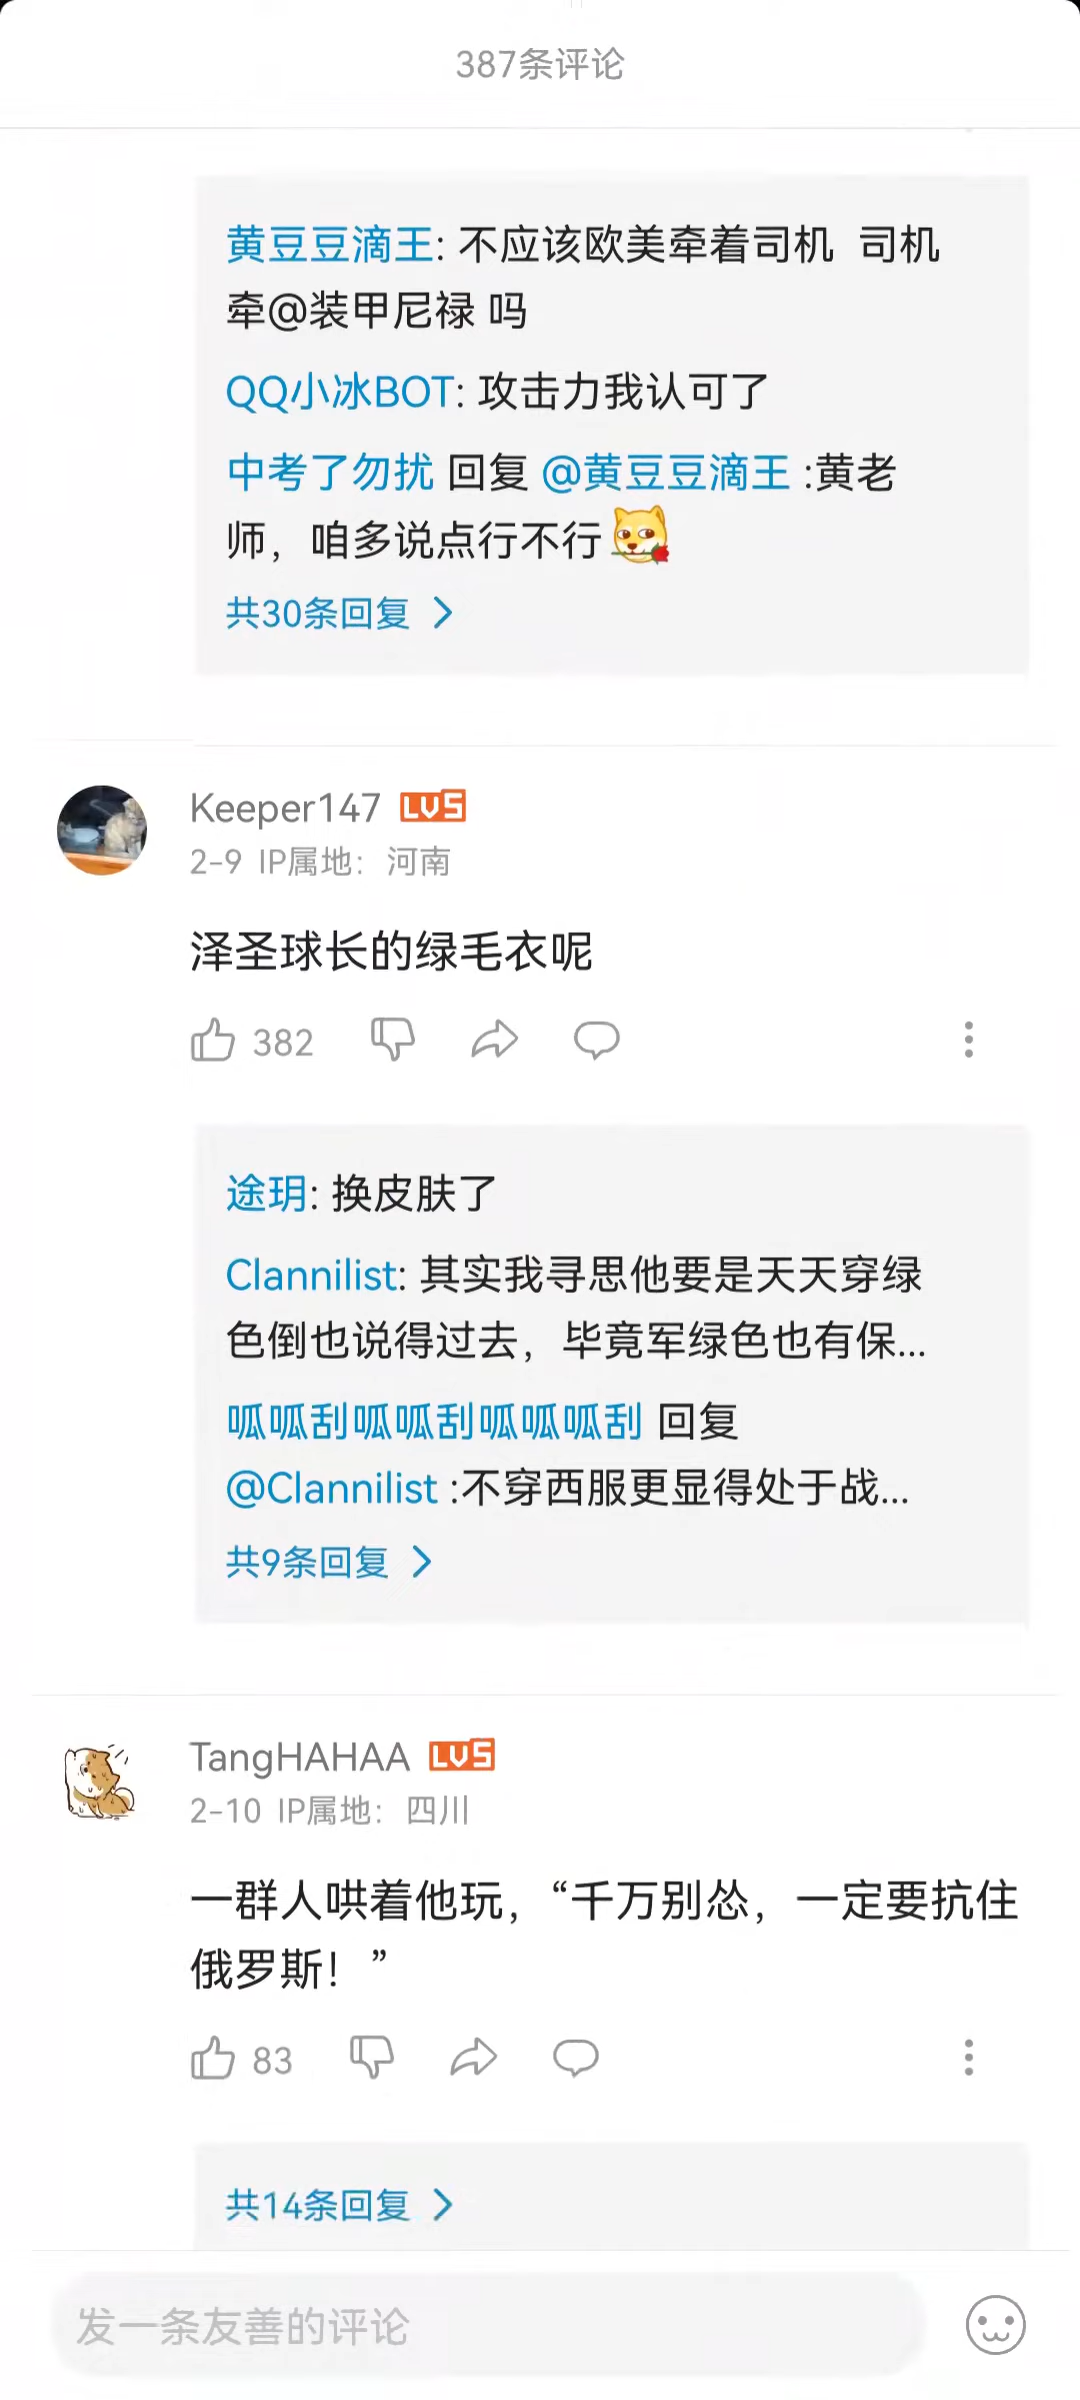 387条评论
黄豆豆滴王: 不应该欧美牵着司机 司机
牵@装甲尼禄 吗
QQ小冰BOT: 攻击力我认可了
中考了勿扰 回复 @黄豆豆滴王 :黄老
师，咱多说点行不行
共30条回复
Keeper147 LV5
2-9 IP属地：河南
泽圣球长的绿毛衣呢
382
途玥: 换皮肤了
Clannilist: 其实我寻思他要是天天穿绿
色倒也说得过去，毕竟军绿色也有保...
呱呱刮呱呱刮呱呱呱刮 回复
@Clannilist :不穿西服更显得处于战...
共9条回复
TangHAHAA LV5
2-10 IP属地：四川
一群人哄着他玩，“千万别怂，一定要抗住
俄罗斯！”
83
共14条回复
发一条友善的评论